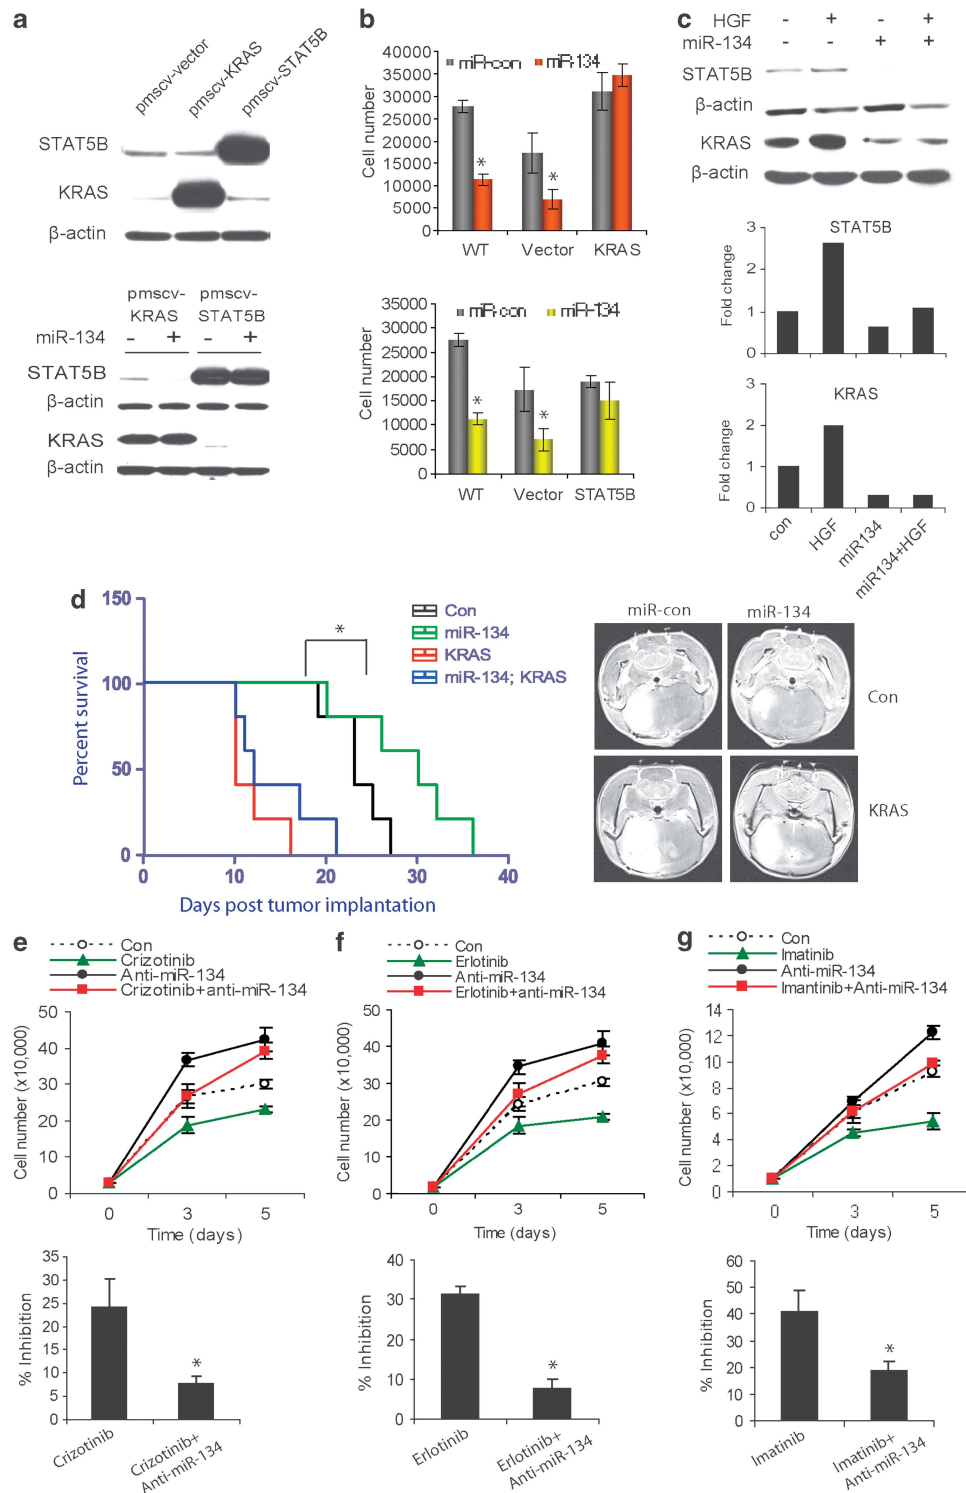 a
pmscv-vector
pmscv-KRAS
pmscv-STAT5B
STAT5B
KRAS
β-actin
pmscv-
KRAS
pmscv-
STAT5B
miR-134
- + - +
STAT5B
β-actin
KRAS
β-actin
b
40000
35000
30000
25000
20000
15000
10000
5000
0
Cell number
miR-con
miR-134
*
*
WT
Vector
KRAS
35000
30000
25000
20000
15000
10000
5000
0
Cell number
miR-con
miR-134
*
*
WT
Vector
STAT5B
c
HGF - + - +
miR-134 - - + +
STAT5B
β-actin
KRAS
β-actin
STAT5B
3
2
1
0
Fold change
KRAS
3
2
1
0
Fold change
con
HGF
miR134
miR134+HGF
d
150
100
50
0
Percent survival
*
Con
miR-134
KRAS
miR-134; KRAS
0 10 20 30 40
Days post tumor implantation
miR-con
miR-134
Con
KRAS
e
Con
Crizotinib
Anti-miR-134
Crizotinib+anti-miR-134
50
40
30
20
10
0
Cell number (x10,000)
0 3 5
Time (days)
35
30
25
20
15
10
5
0
% Inhibition
*
Crizotinib
Crizotinib+
Anti-miR-134
f
Con
Erlotinib
Anti-miR-134
Erlotinib+anti-miR-134
50
40
30
20
10
0
Cell number (x10,000)
0 3 5
Time (days)
40
30
20
10
0
% Inhibition
*
Erlotinib
Erlotinib+
Anti-miR-134
g
Con
Imatinib
Anti-miR-134
Imantinib+Anti-miR-134
14
12
10
8
6
4
2
0
Cell number (x10,000)
0 3 5
Time (days)
60
50
40
30
20
10
0
% Inhibition
*
Imatinib
Imatinib+
Anti-miR-134